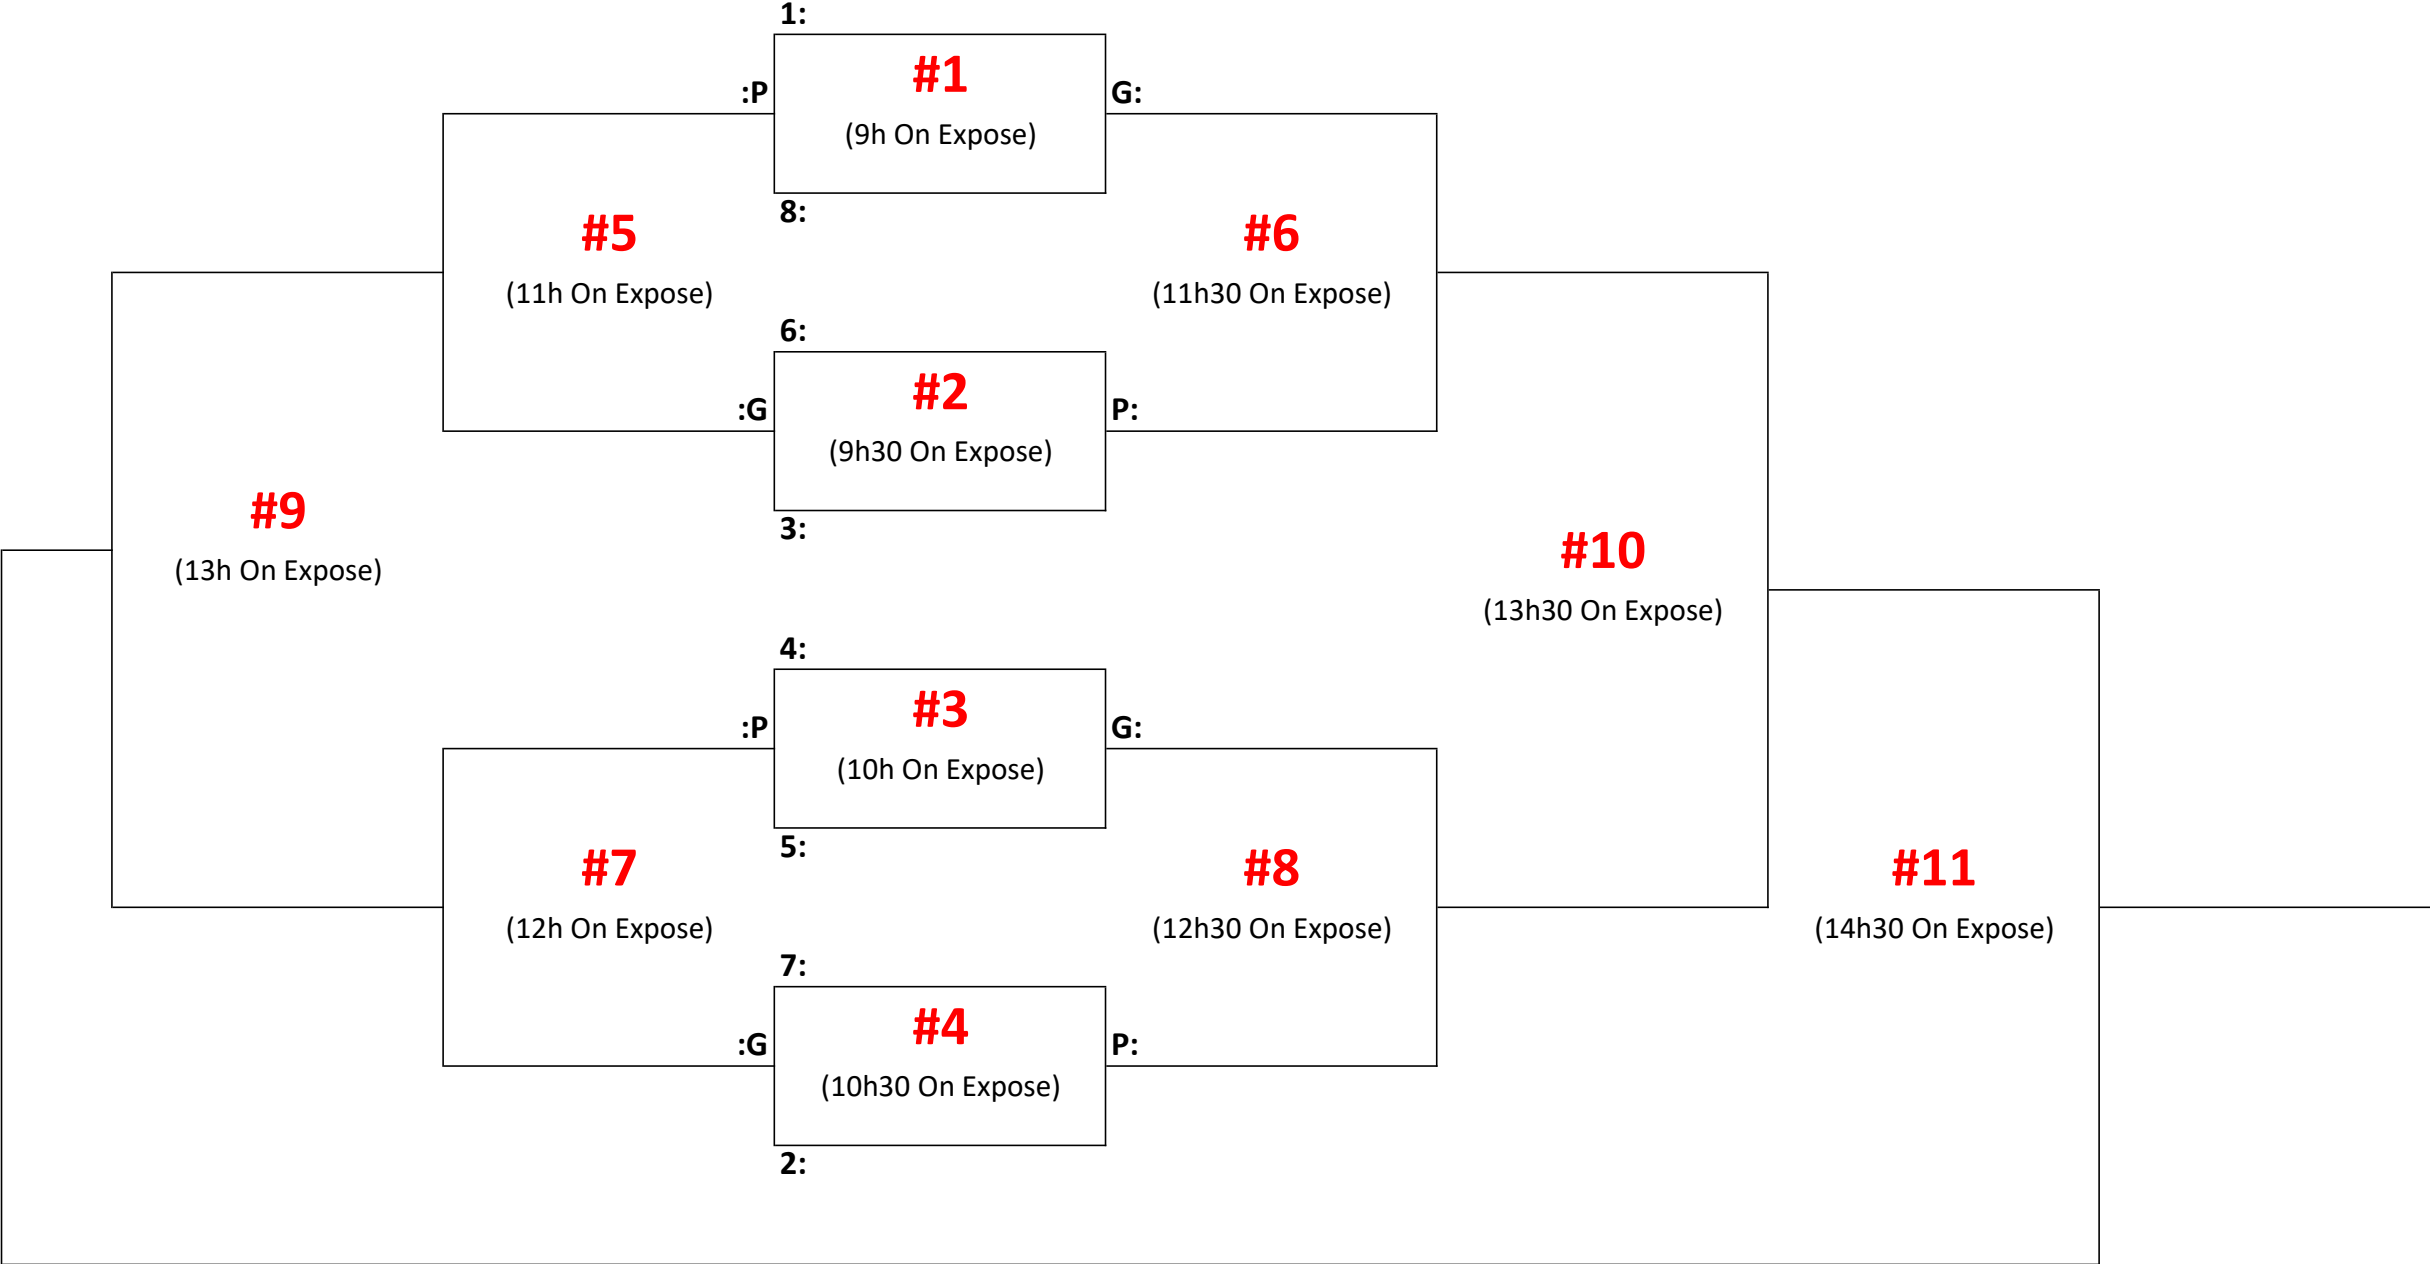 1:
#1
:P
G:
(9h On Expose)
8:
#5
#6
(11h On Expose)
(11h30 On Expose)
6:
#2
:G
P:
(9h30 On Expose)
3:
#9
(13h On Expose)
#10
(13h30 On Expose)
4:
#3
:P
G:
(10h On Expose)
5:
#7
#8
#11
(12h On Expose)
(12h30 On Expose)
(14h30 On Expose)
7:
#4
:G
P:
(10h30 On Expose)
2: